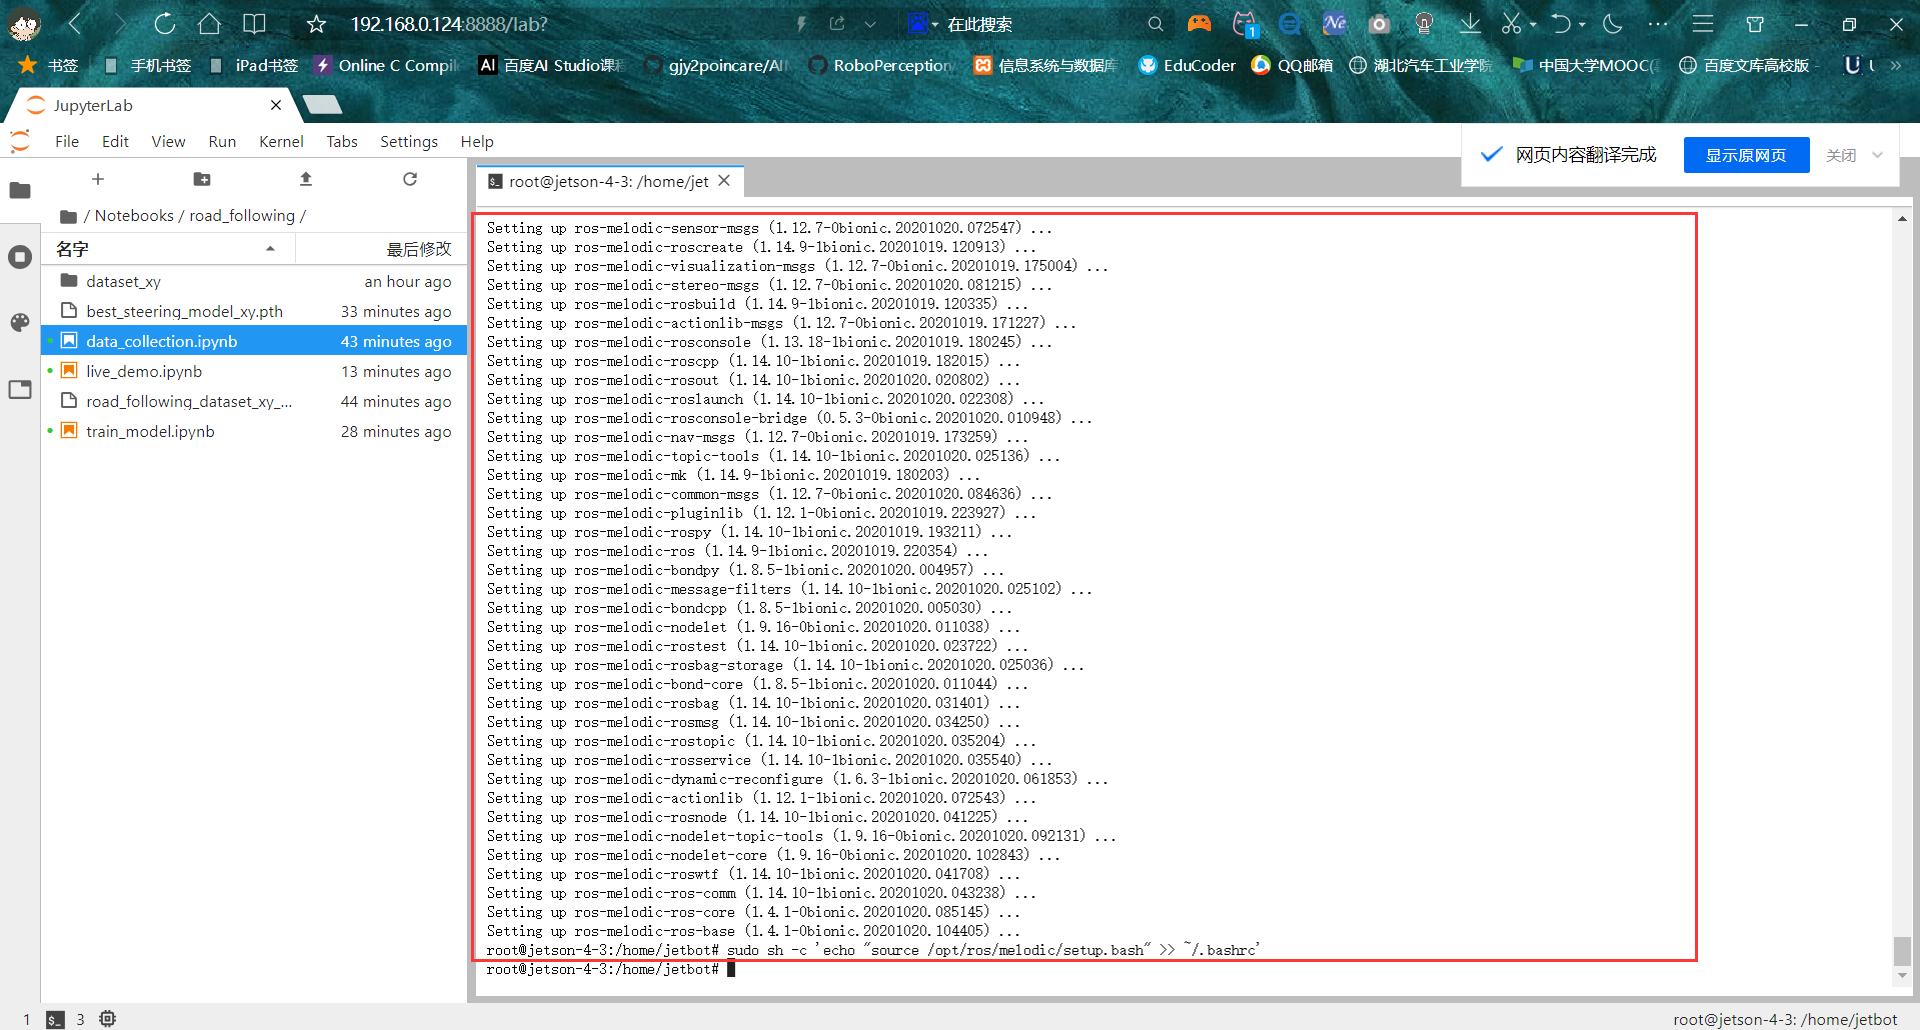 192.168.0.124:8888/lab?
在此搜索
1
书签
手机书签
iPad书签
Online C Compil
百度AI Studio课程
gjy2poincare/AI
RoboPerception
信息系统与数据库
EduCoder
QQ邮箱
湖北汽车工业学院
中国大学MOOC(
百度文库高校版
JupyterLab
File Edit View Run Kernel Tabs Settings Help
网页内容翻译完成
显示原网页
关闭
root@jetson-4-3: /home/jet
/ Notebooks / road_following /
名字 最后修改
dataset_xy an hour ago
best_steering_model_xy.pth 33 minutes ago
data_collection.ipynb 43 minutes ago
live_demo.ipynb 13 minutes ago
road_following_dataset_xy_... 44 minutes ago
train_model.ipynb 28 minutes ago
Setting up ros-melodic-sensor-msgs (1.12.7-0bionic.20201020.072547) ...
Setting up ros-melodic-roscreate (1.14.9-1bionic.20201019.120913) ...
Setting up ros-melodic-visualization-msgs (1.12.7-0bionic.20201019.175004) ...
Setting up ros-melodic-stereo-msgs (1.12.7-0bionic.20201020.081215) ...
Setting up ros-melodic-rosbuild (1.14.9-1bionic.20201019.120335) ...
Setting up ros-melodic-actionlib-msgs (1.12.7-0bionic.20201019.171227) ...
Setting up ros-melodic-rosconsole (1.13.18-1bionic.20201019.180245) ...
Setting up ros-melodic-roscpp (1.14.10-1bionic.20201019.182015) ...
Setting up ros-melodic-rosout (1.14.10-1bionic.20201020.020802) ...
Setting up ros-melodic-roslaunch (1.14.10-1bionic.20201020.022308) ...
Setting up ros-melodic-rosconsole-bridge (0.5.3-0bionic.20201020.010948) ...
Setting up ros-melodic-nav-msgs (1.12.7-0bionic.20201019.173259) ...
Setting up ros-melodic-topic-tools (1.14.10-1bionic.20201020.025136) ...
Setting up ros-melodic-mk (1.14.9-1bionic.20201019.180203) ...
Setting up ros-melodic-common-msgs (1.12.7-0bionic.20201020.084636) ...
Setting up ros-melodic-pluginlib (1.12.1-0bionic.20201019.223927) ...
Setting up ros-melodic-rospy (1.14.10-1bionic.20201019.193211) ...
Setting up ros-melodic-ros (1.14.9-1bionic.20201019.220354) ...
Setting up ros-melodic-bondpy (1.8.5-1bionic.20201020.004957) ...
Setting up ros-melodic-message-filters (1.14.10-1bionic.20201020.025102) ...
Setting up ros-melodic-bondcpp (1.8.5-1bionic.20201020.005030) ...
Setting up ros-melodic-nodelet (1.9.16-0bionic.20201020.011038) ...
Setting up ros-melodic-rostest (1.14.10-1bionic.20201020.023722) ...
Setting up ros-melodic-rosbag-storage (1.14.10-1bionic.20201020.025036) ...
Setting up ros-melodic-bond-core (1.8.5-1bionic.20201020.011044) ...
Setting up ros-melodic-rosbag (1.14.10-1bionic.20201020.031401) ...
Setting up ros-melodic-rosmsg (1.14.10-1bionic.20201020.034250) ...
Setting up ros-melodic-rostopic (1.14.10-1bionic.20201020.035204) ...
Setting up ros-melodic-rosservice (1.14.10-1bionic.20201020.035540) ...
Setting up ros-melodic-dynamic-reconfigure (1.6.3-1bionic.20201020.061853) ...
Setting up ros-melodic-actionlib (1.12.1-1bionic.20201020.072543) ...
Setting up ros-melodic-rosnode (1.14.10-1bionic.20201020.041225) ...
Setting up ros-melodic-nodelet-topic-tools (1.9.16-0bionic.20201020.092131) ...
Setting up ros-melodic-nodelet-core (1.9.16-0bionic.20201020.102843) ...
Setting up ros-melodic-roswtf (1.14.10-1bionic.20201020.041708) ...
Setting up ros-melodic-ros-comm (1.14.10-1bionic.20201020.043238) ...
Setting up ros-melodic-ros-core (1.4.1-0bionic.20201020.085145) ...
Setting up ros-melodic-ros-base (1.4.1-0bionic.20201020.104405) ...
root@jetson-4-3:/home/jetbot# sudo sh -c 'echo "source /opt/ros/melodic/setup.bash" >> ~/.bashrc'
root@jetson-4-3:/home/jetbot#
1 3
root@jetson-4-3: /home/jetbot